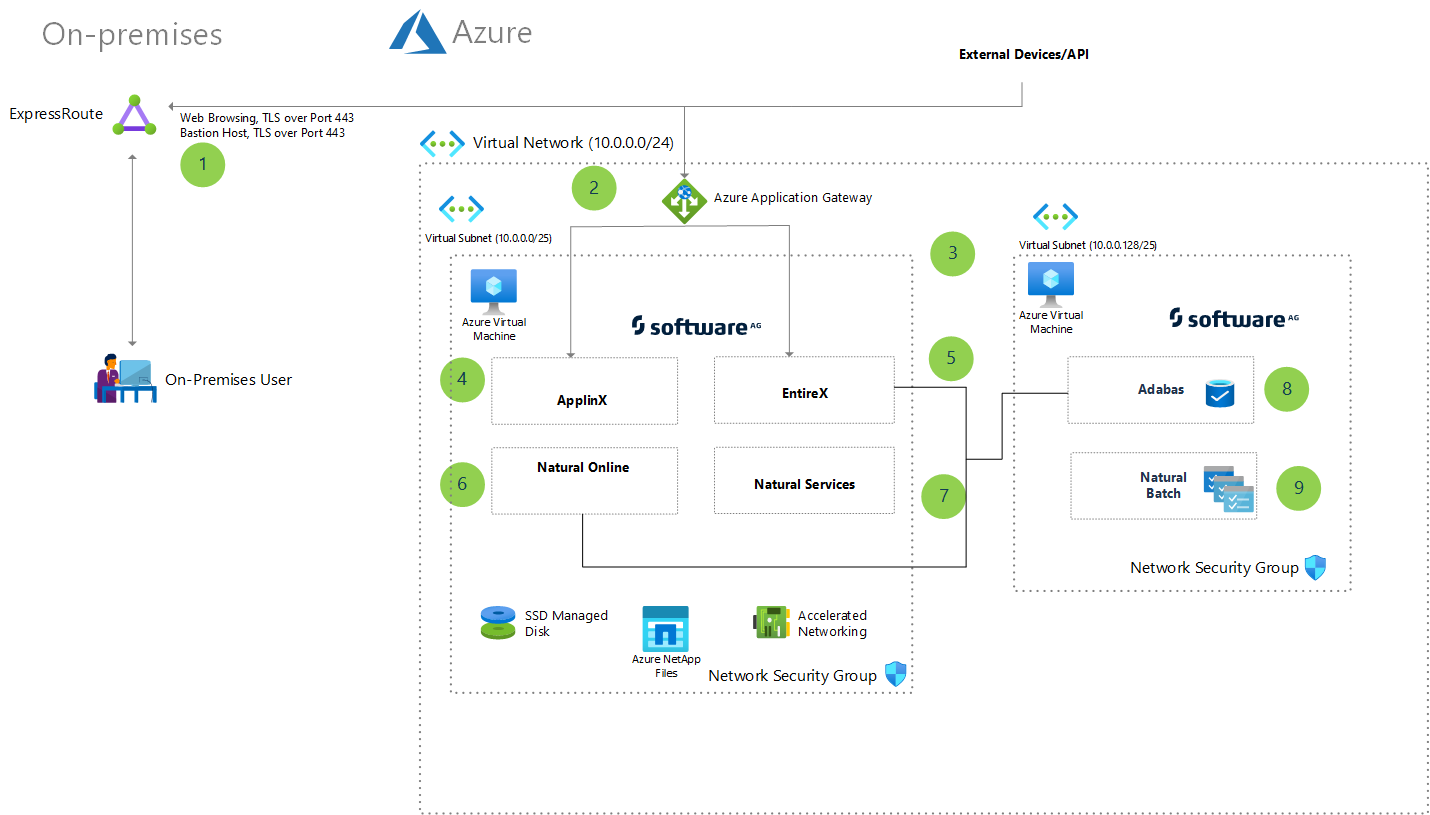 On-premises
Azure
External Devices/API
ExpressRoute
Web Browsing, TLS over Port 443
Bastion Host, TLS over Port 443
1
Virtual Network (10.0.0.0/24)
2
Azure Application Gateway
Virtual Subnet (10.0.0.0/25)
Virtual Subnet (10.0.0.128/25)
3
Azure Virtual
Machine
software AG
Azure Virtual
Machine
software AG
On-Premises User
4
ApplinX
EntireX
5
Adabas
8
6
Natural Online
Natural Services
7
Natural
Batch
9
Network Security Group
SSD Managed
Disk
Azure NetApp
Files
Accelerated
Networking
Network Security Group